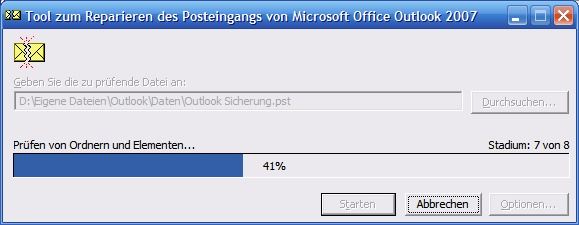 Tool zum Reparieren des Posteingangs von Microsoft Office Outlook 2007
Geben Sie die zu prüfende Datei an:
D:\Eigene Dateien\Outlook\Daten\Outlook Sicherung.pst
Durchsuchen...
Prüfen von Ordnern und Elementen...
Stadium: 7 von 8
41%
Starten
Abbrechen
Optionen...